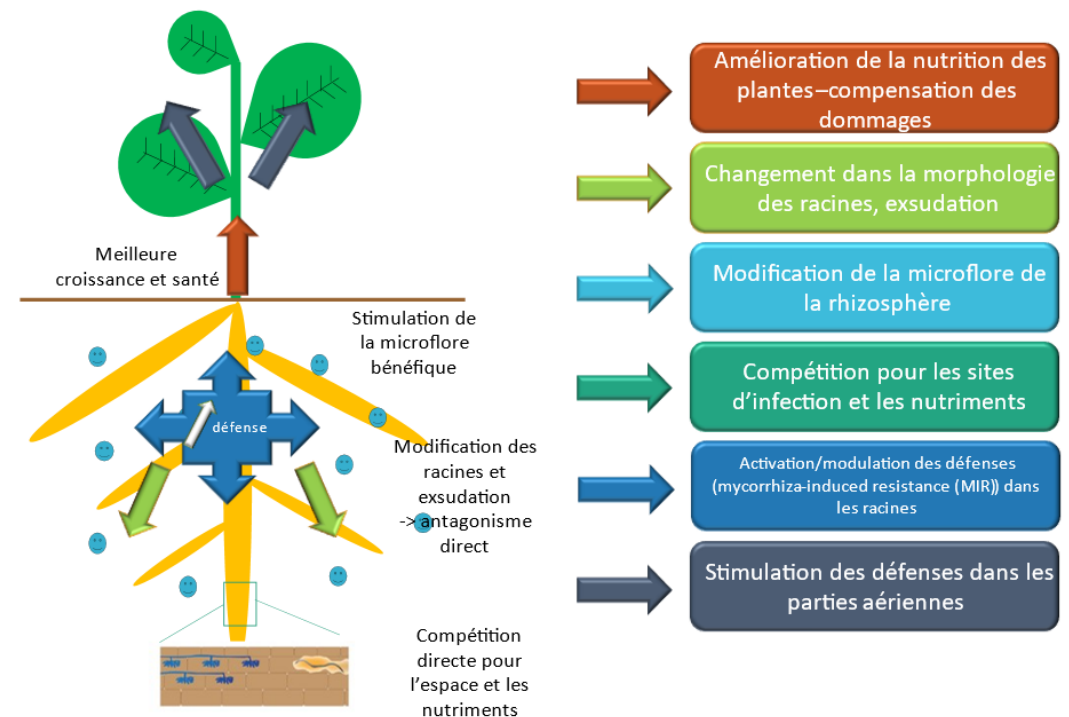 Meilleure
croissance et santé
Stimulation de
la microflore
bénéfique
défense
Modification des
racines et
exsudation
-> antagonisme
direct
Compétition
directe pour
l’espace et les
nutriments
Amélioration de la nutrition des
plantes–compensation des
dommages
Changement dans la morphologie
des racines, exsudation
Modification de la microflore de
la rhizosphère
Compétition pour les sites
d’infection et les nutriments
Activation/modulation des défenses
(mycorrhiza-induced resistance (MIR)) dans
les racines
Stimulation des défenses dans les
parties aériennes